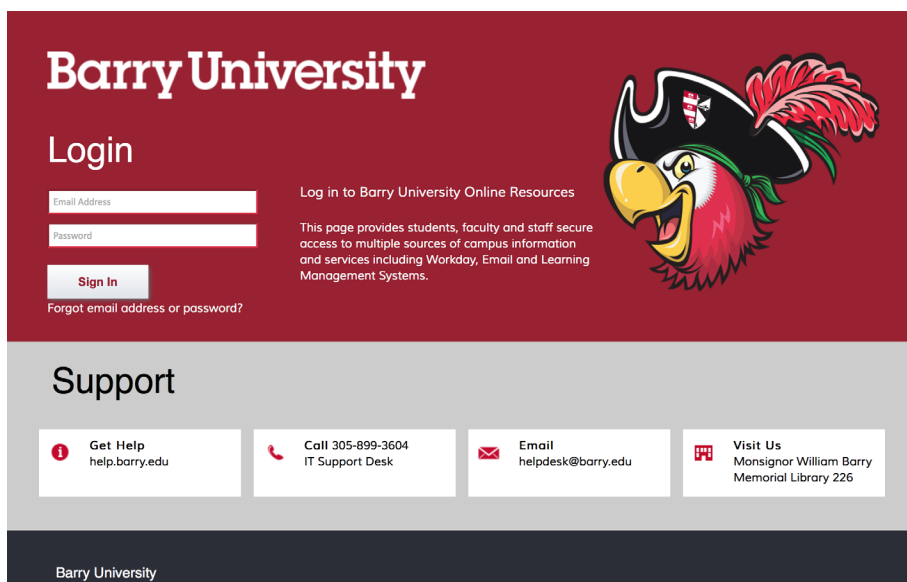 Barry University
Login
Email Address
Password
Sign In
Forgot email address or password?
Log in to Barry University Online Resources
This page provides students, faculty and staff secure
access to multiple sources of campus information
and services including Workday, Email and Learning
Management Systems.
Support
Get Help
help.barry.edu
Call 305-899-3604
IT Support Desk
Email
helpdesk@barry.edu
Visit Us
Monsignor William Barry
Memorial Library 226
Barry University